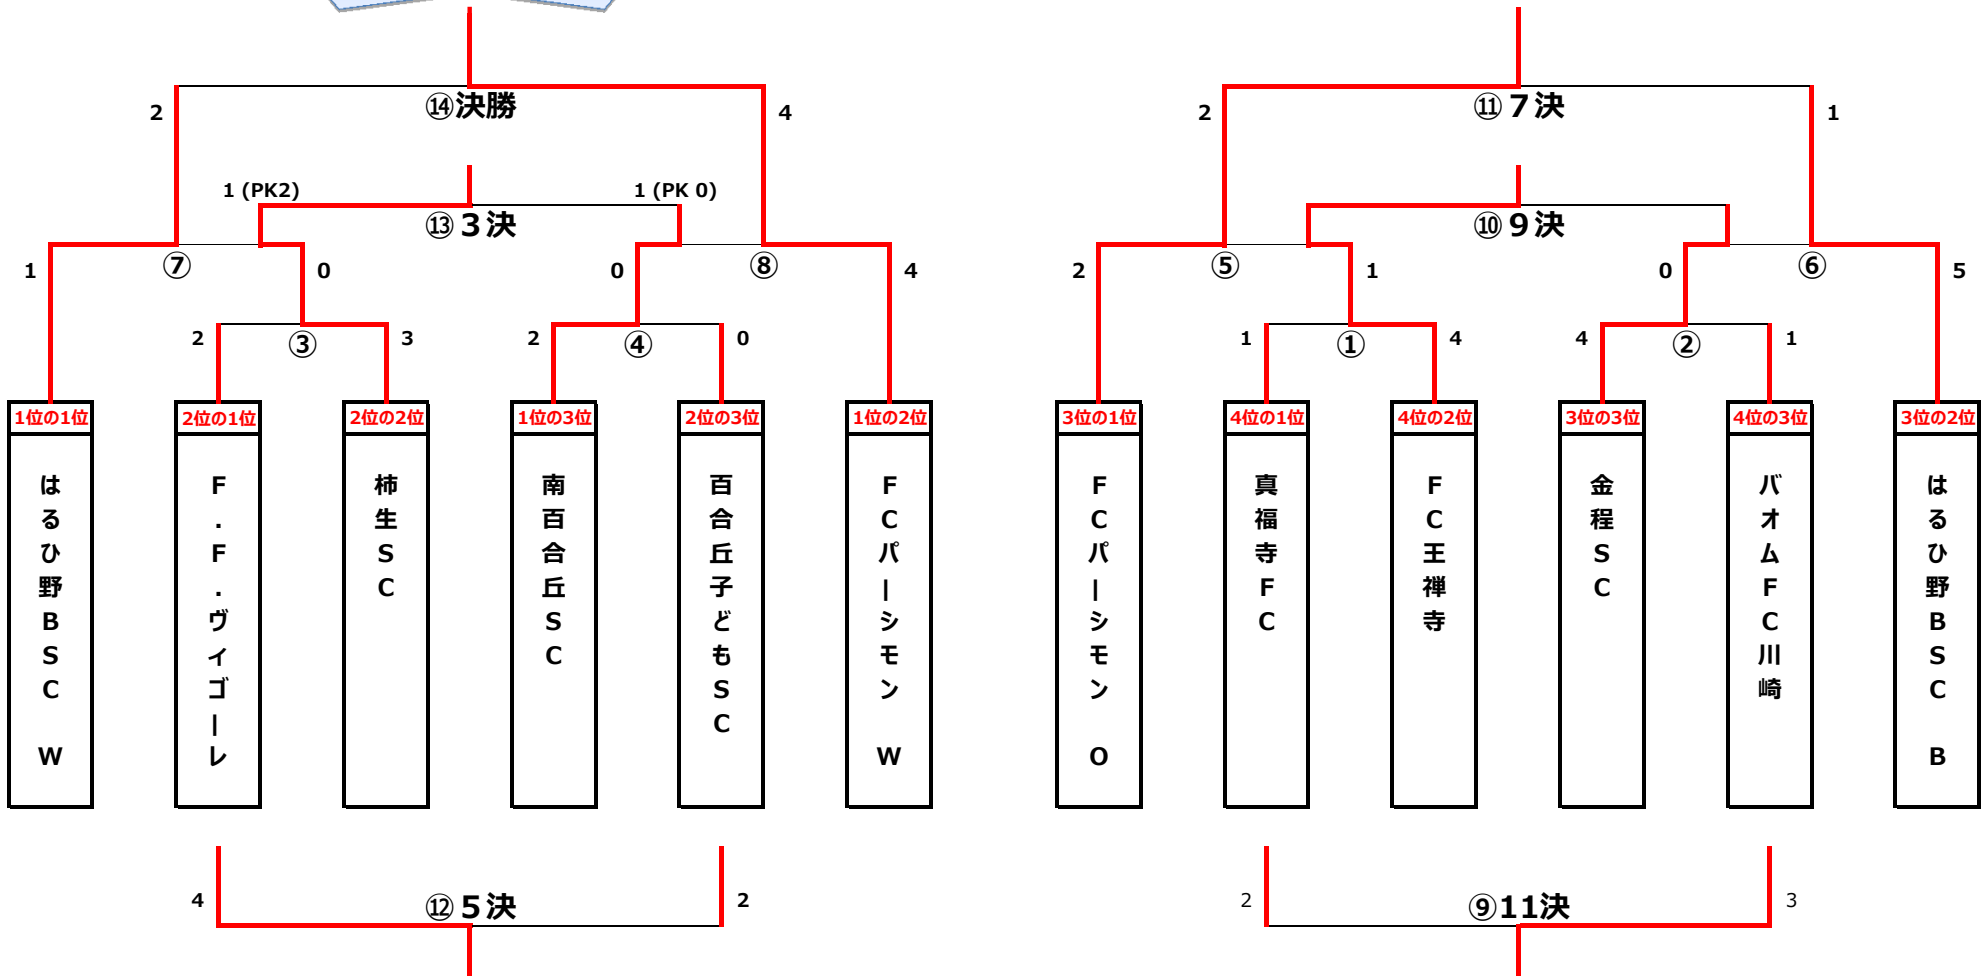 ⑭決勝
2
4
1 (PK2)
1 (PK 0)
⑬３決
⑦
⑧
1
0
0
4
③
④
2
3
2
0
1位の1位
2位の1位
2位の2位
1位の3位
2位の3位
1位の2位
はるひ野BSC W
F.F.ヴィゴーレ
柿生SC
南百合丘SC
百合丘子どもSC
FCパーシモン W
4
⑫５決
2
⑪７決
2
1
⑩９決
⑤
⑥
2
1
0
5
①
②
1
4
4
1
3位の1位
4位の1位
4位の2位
3位の3位
4位の3位
3位の2位
FCパーシモン O
真福寺FC
FC王禅寺
金程SC
バオムFC川崎
はるひ野BSC B
2
⑨11決
3